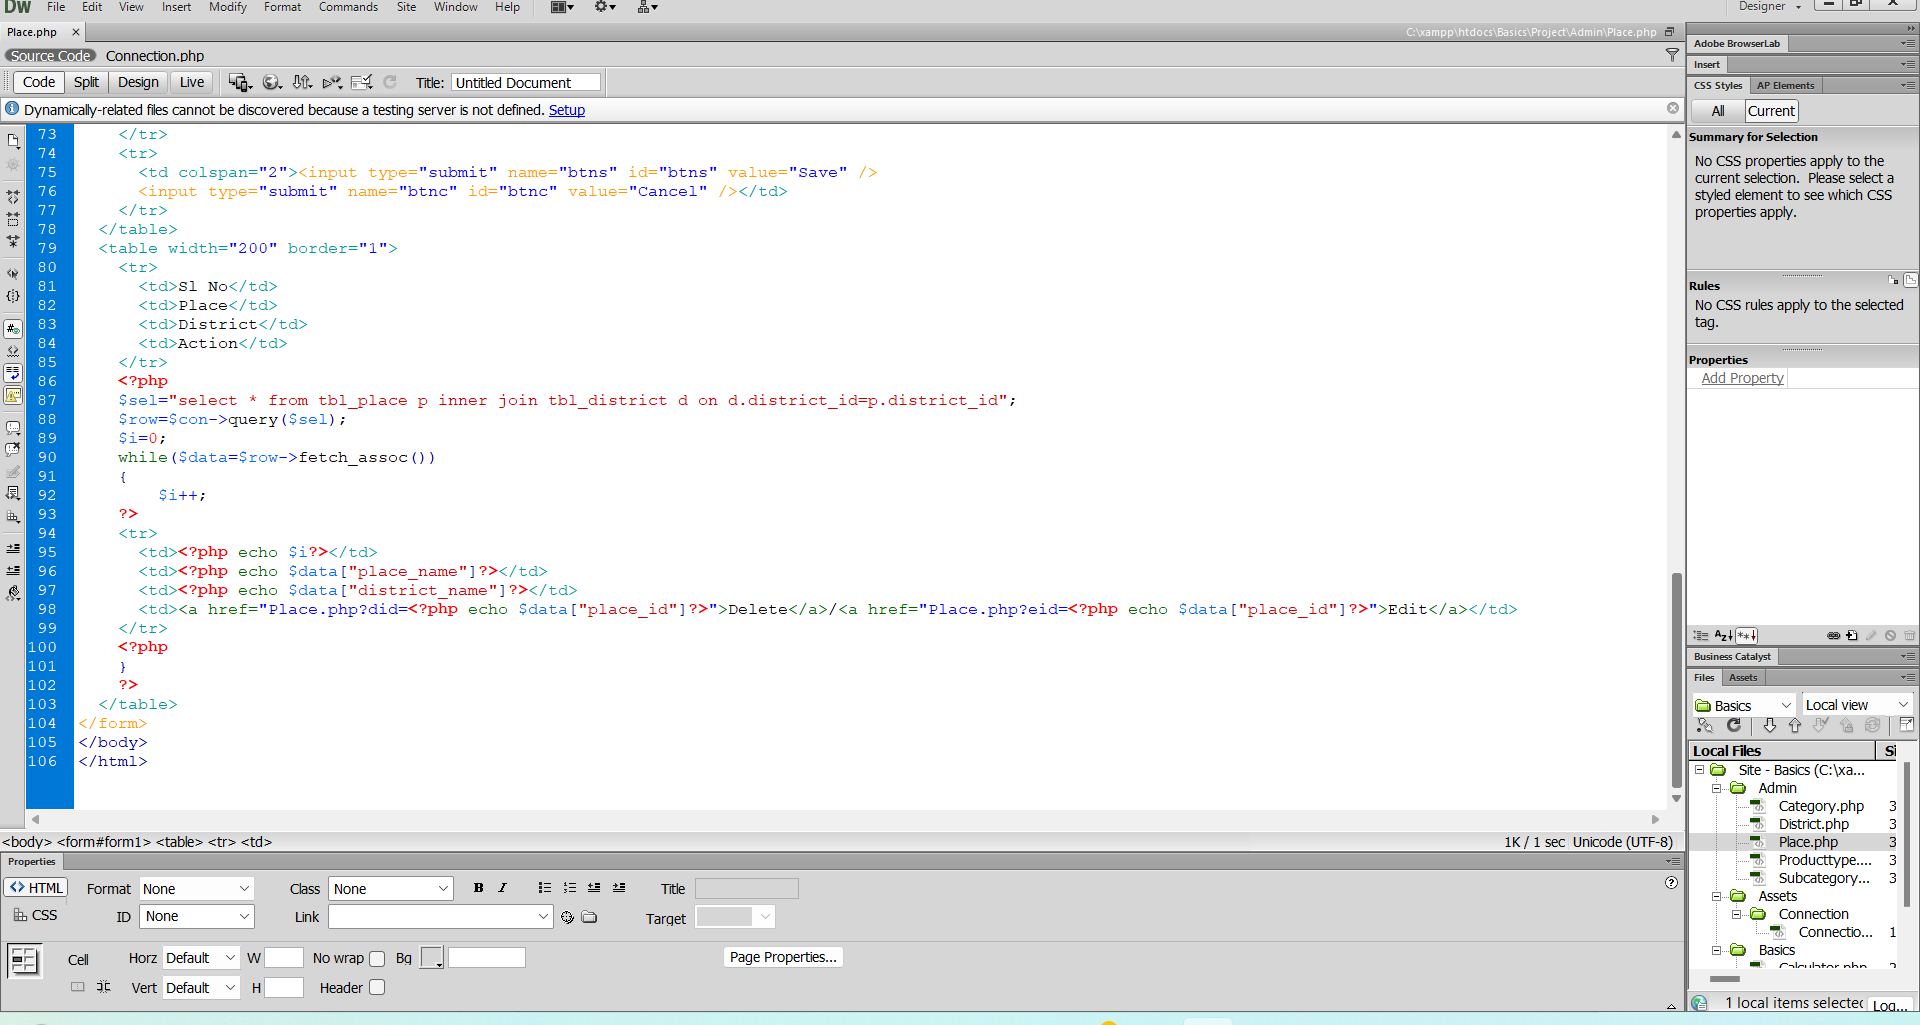 Dw File Edit View Insert Modify Format Commands Site Window Help Designer
Place.php × C:\xampp\htdocs\Basics\Project\Admin\Place.php
Source Code Connection.php
Code Split Design Live Title: Untitled Document
Dynamically-related files cannot be discovered because a testing server is not defined. Setup
73 </tr>
74 <tr>
75 <td colspan="2"><input type="submit" name="btns" id="btns" value="Save" />
76 <input type="submit" name="btnc" id="btnc" value="Cancel" /></td>
77 </tr>
78 </table>
79 <table width="200" border="1">
80 <tr>
81 <td>Sl No</td>
82 <td>Place</td>
83 <td>District</td>
84 <td>Action</td>
85 </tr>
86 <?php
87 $sel="select * from tbl_place p inner join tbl_district d on d.district_id=p.district_id";
88 $row=$con->query($sel);
89 $i=0;
90 while($data=$row->fetch_assoc())
91 {
92 $i++;
93 ?>
94 <tr>
95 <td><?php echo $i?></td>
96 <td><?php echo $data["place_name"]?></td>
97 <td><?php echo $data["district_name"]?></td>
98 <td><a href="Place.php?did=<?php echo $data["place_id"]?>">Delete</a>/<a href="Place.php?eid=<?php echo $data["place_id"]?>">Edit</a></td>
99 </tr>
100 <?php
101 }
102 ?>
103 </table>
104 </form>
105 </body>
106 </html>
<body> <form#form1> <table> <tr> <td> 1K / 1 sec Unicode (UTF-8)
Properties
<> HTML Format None Class None B I Title
CSS ID None Link Target
Cell Horz Default W No wrap Bg Page Properties...
Vert Default H Header
Adobe BrowserLab
Insert
CSS Styles AP Elements
All Current
Summary for Selection
No CSS properties apply to the
current selection. Please select a
styled element to see which CSS
properties apply.
Rules
No CSS rules apply to the selected
tag.
Properties
Add Property
Business Catalyst
Files Assets
Basics Local view
Local Files Si
Site - Basics (C:\xa...
Admin
Category.php 3
District.php 3
Place.php 3
Producttype.... 3
Subcategory... 3
Assets
Connection
Connectio... 1
Basics
Calculator.php 2
1 local items selected Log...